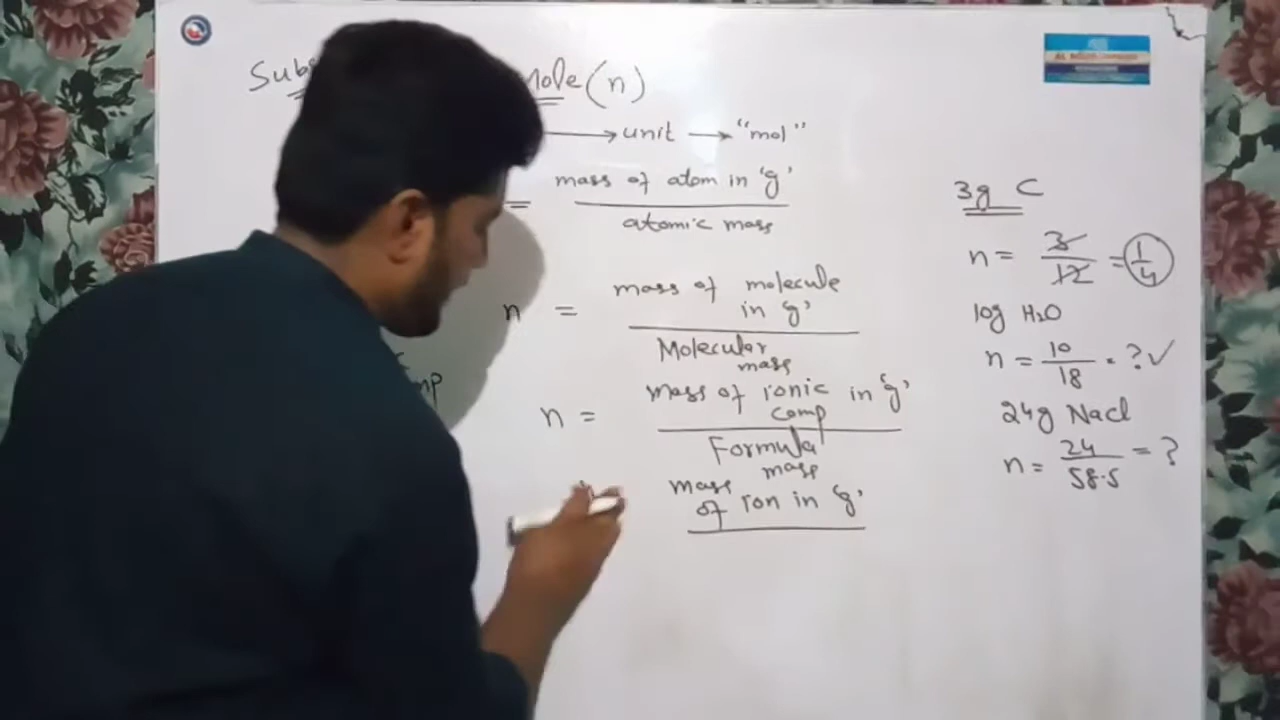 Subs mole (n)
→ unit → "mol"
= mass of atom in 'g'
atomic mass
n = mass of molecule
in 'g'
Molecular
mass
n = mass of ionic in 'g'
comp
Formula
mass
mass
of ion in 'g'
3g C
n = 3/12 = 1/4
10g H2O
n = 10/18 = ? ✓
24g NaCl
n = 24/58.5 = ?